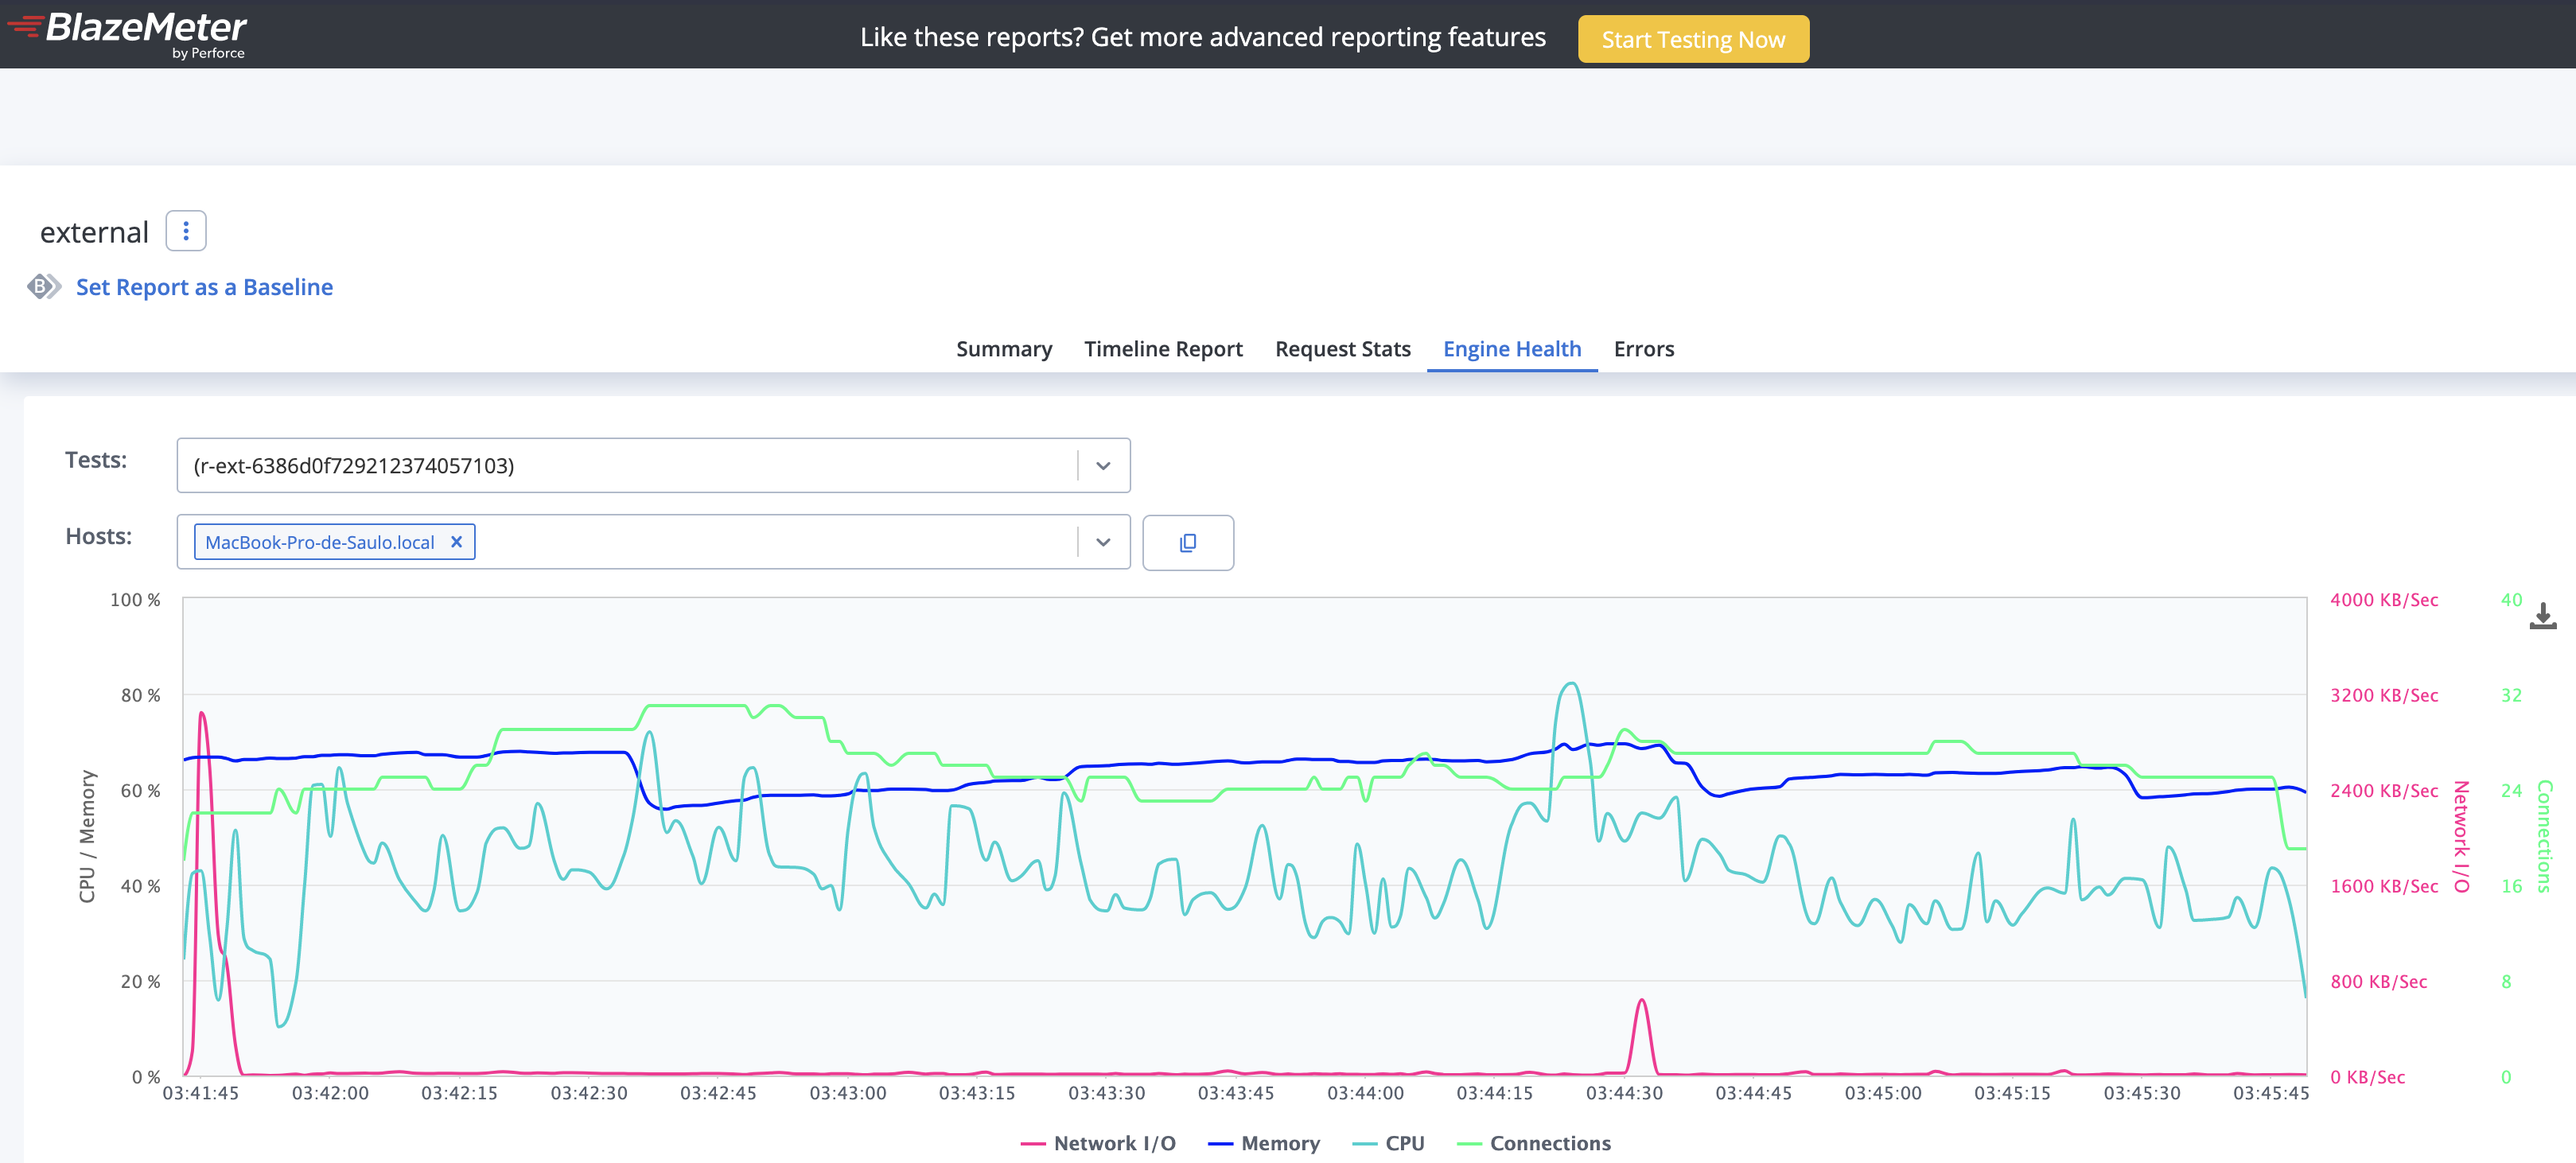 BlazeMeter
by Perforce
Like these reports? Get more advanced reporting features
Start Testing Now
external
B
Set Report as a Baseline
Summary Timeline Report Request Stats Engine Health Errors
Tests:
(r-ext-6386d0f729212374057103)
Hosts:
MacBook-Pro-de-Saulo.local
100 % 4000 KB/Sec 40
80 % 3200 KB/Sec 32
60 % 2400 KB/Sec 24
40 % 1600 KB/Sec 16
20 % 800 KB/Sec 8
0 % 0 KB/Sec 0
CPU / Memory
Network I/O
Connections
03:41:45 03:42:00 03:42:15 03:42:30 03:42:45 03:43:00 03:43:15 03:43:30 03:43:45 03:44:00 03:44:15 03:44:30 03:44:45 03:45:00 03:45:15 03:45:30 03:45:45
Network I/O Memory CPU Connections